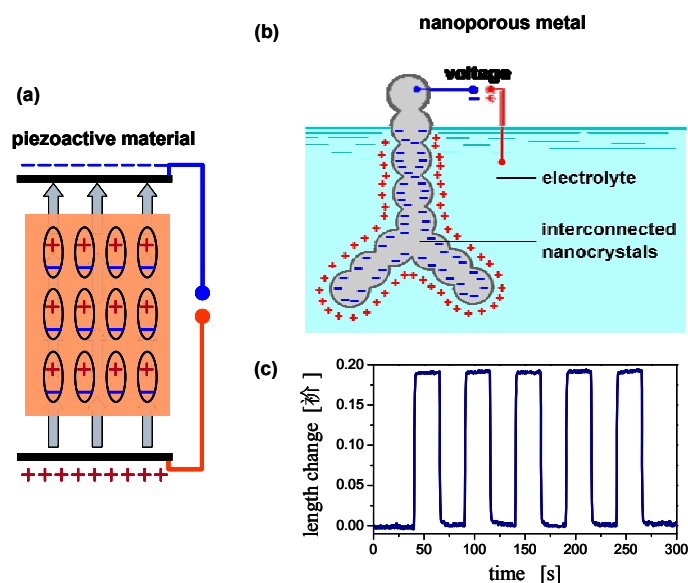 (b)
nanoporous metal
(a)
voltage
piezoactive material
electrolyte
interconnected
nanocrystals
(c)
length change [祄]
0.20
0.15
0.10
0.05
0.00
0 50 100 150 200 250 300
time [s]